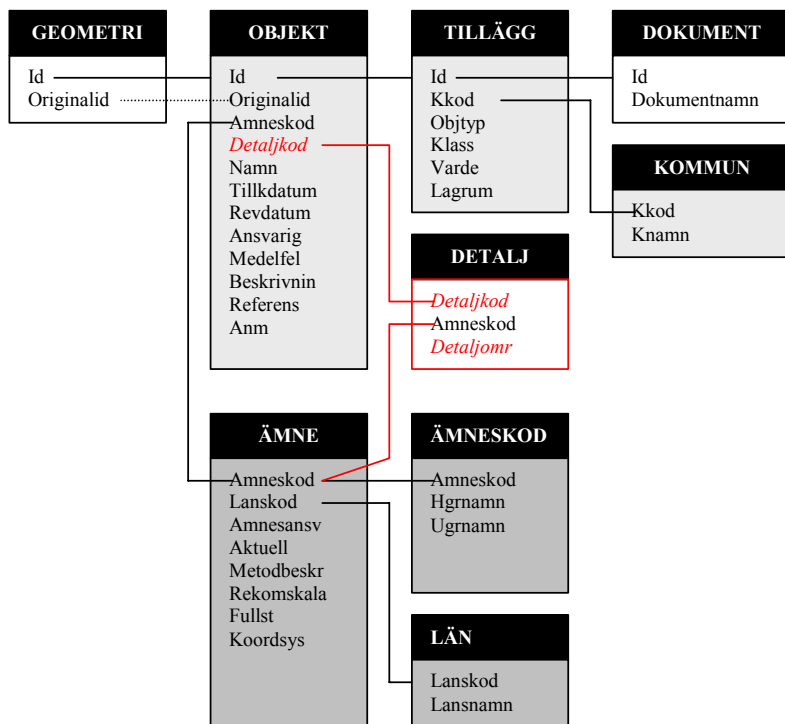 GEOMETRI
Id
Originalid
OBJEKT
Id
Originalid
Amneskod
Detaljkod
Namn
Tillkdatum
Revdatum
Ansvarig
Medelfel
Beskrivnin
Referens
Anm
TILLÄGG
Id
Kkod
Objtyp
Klass
Varde
Lagrum
DOKUMENT
Id
Dokumentnamn
KOMMUN
Kkod
Knamn
DETALJ
Detaljkod
Amneskod
Detaljomr
ÄMNE
Amneskod
Lanskod
Amnesansv
Aktuell
Metodbeskr
Rekomskala
Fullst
Koordsys
ÄMNESKOD
Amneskod
Hgrnamn
Ugrnamn
LÄN
Lanskod
Lansnamn